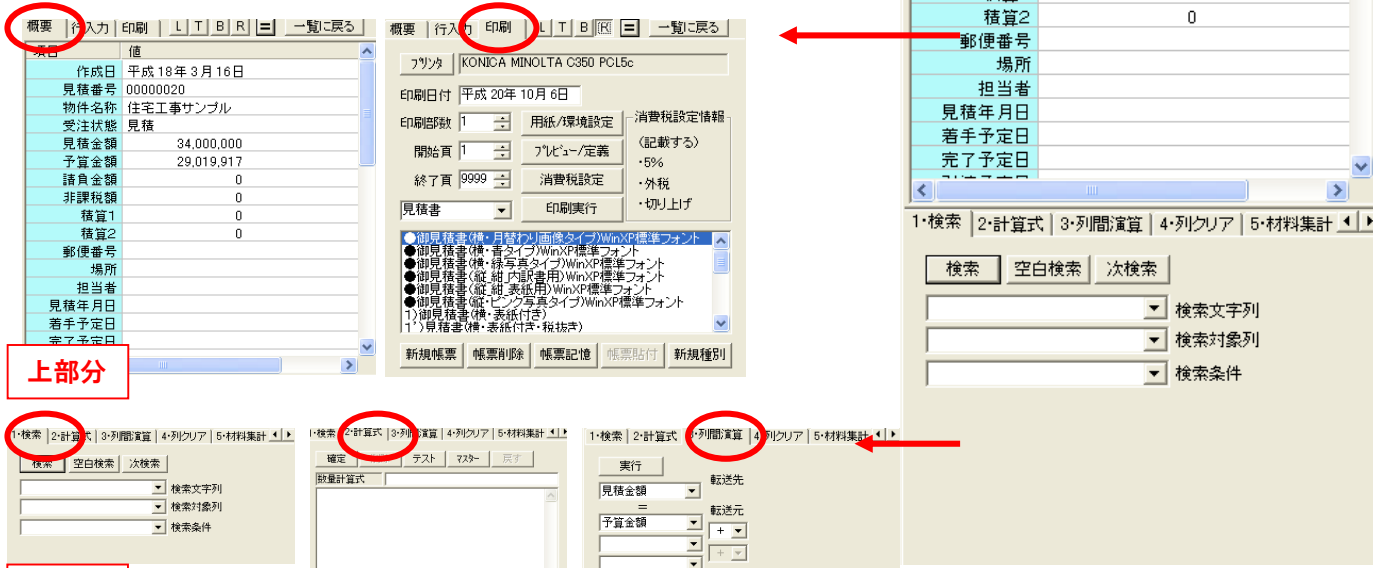 概要 行入力 印刷 L T B R = 一覧に戻る
項目 値
作成日 平成18年3月16日
見積番号 00000020
物件名称 住宅工事サンプル
受注状態 見積
見積金額 34,000,000
予算金額 29,019,917
請負金額 0
非課税額 0
積算1 0
積算2 0
郵便番号
場所
担当者
見積年月日
着手予定日
完了予定日
上部分
概要 行入力 印刷 L T B R = 一覧に戻る
プリンタ KONICA MINOLTA C350 PCL5c
印刷日付 平成 20年 10月 6日
印刷部数 1 用紙/環境設定
開始頁 1 プレビュー/定義
終了頁 9999 消費税設定
見積書 印刷実行
消費税設定情報
(記載する)
・5%
・外税
・切り上げ
●御見積書(横・月替わり画像タイプ)WinXP標準フォント
●御見積書(横・青タイプ)WinXP標準フォント
●御見積書(横・緑写真タイプ)WinXP標準フォント
●御見積書(縦_紺_内訳書用)WinXP標準フォント
●御見積書(縦_紺_表紙用)WinXP標準フォント
●御見積書(縦・ピンク写真タイプ)WinXP標準フォント
1)御見積書(横・表紙付き)
1')見積書(横・表紙付き・税抜き)
新規帳票 帳票削除 帳票記憶 帳票貼付 新規種別
積算2 0
郵便番号
場所
担当者
見積年月日
着手予定日
完了予定日
1・検索 2・計算式 3・列間演算 4・列クリア 5・材料集計
検索 空白検索 次検索
検索文字列
検索対象列
検索条件
1・検索 2・計算式 3・列間演算 4・列クリア 5・材料集計
検索 空白検索 次検索
検索文字列
検索対象列
検索条件
1・検索 2・計算式 3・列間演算 4・列クリア 5・材料集計
確定 テスト マスター 戻す
数量計算式
1・検索 2・計算式 3・列間演算 4・列クリア 5・材料集計
実行
転送先
見積金額
=
転送元
予算金額 +
+